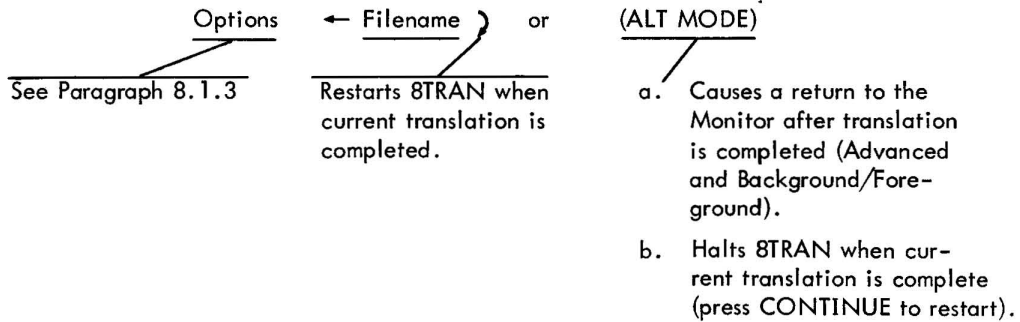 Options ← Filename ⤸ or (ALT MODE)
See Paragraph 8.1.3
Restarts 8TRAN when
current translation is
completed.
a. Causes a return to the
Monitor after translation
is completed (Advanced
and Background/Fore-
ground).
b. Halts 8TRAN when cur-
rent translation is complete
(press CONTINUE to restart).